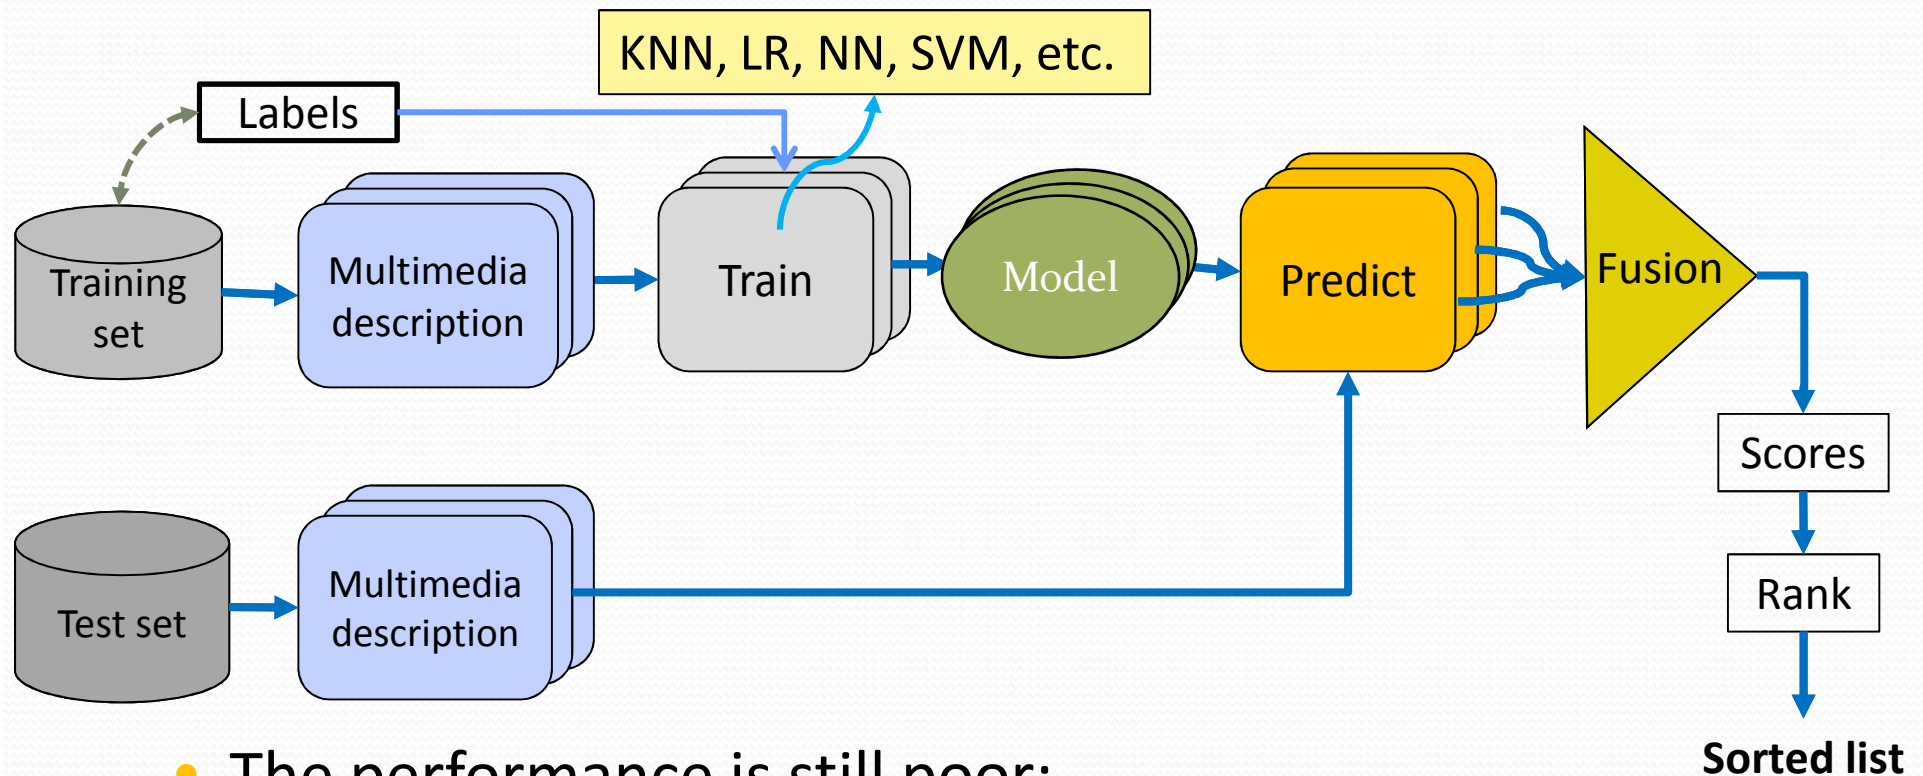 KNN, LR, NN, SVM, etc.
Labels
Training
set
Multimedia
description
Train
Model
Predict
Fusion
Scores
Test set
Multimedia
description
Rank
Sorted list
• The performance is still poor: